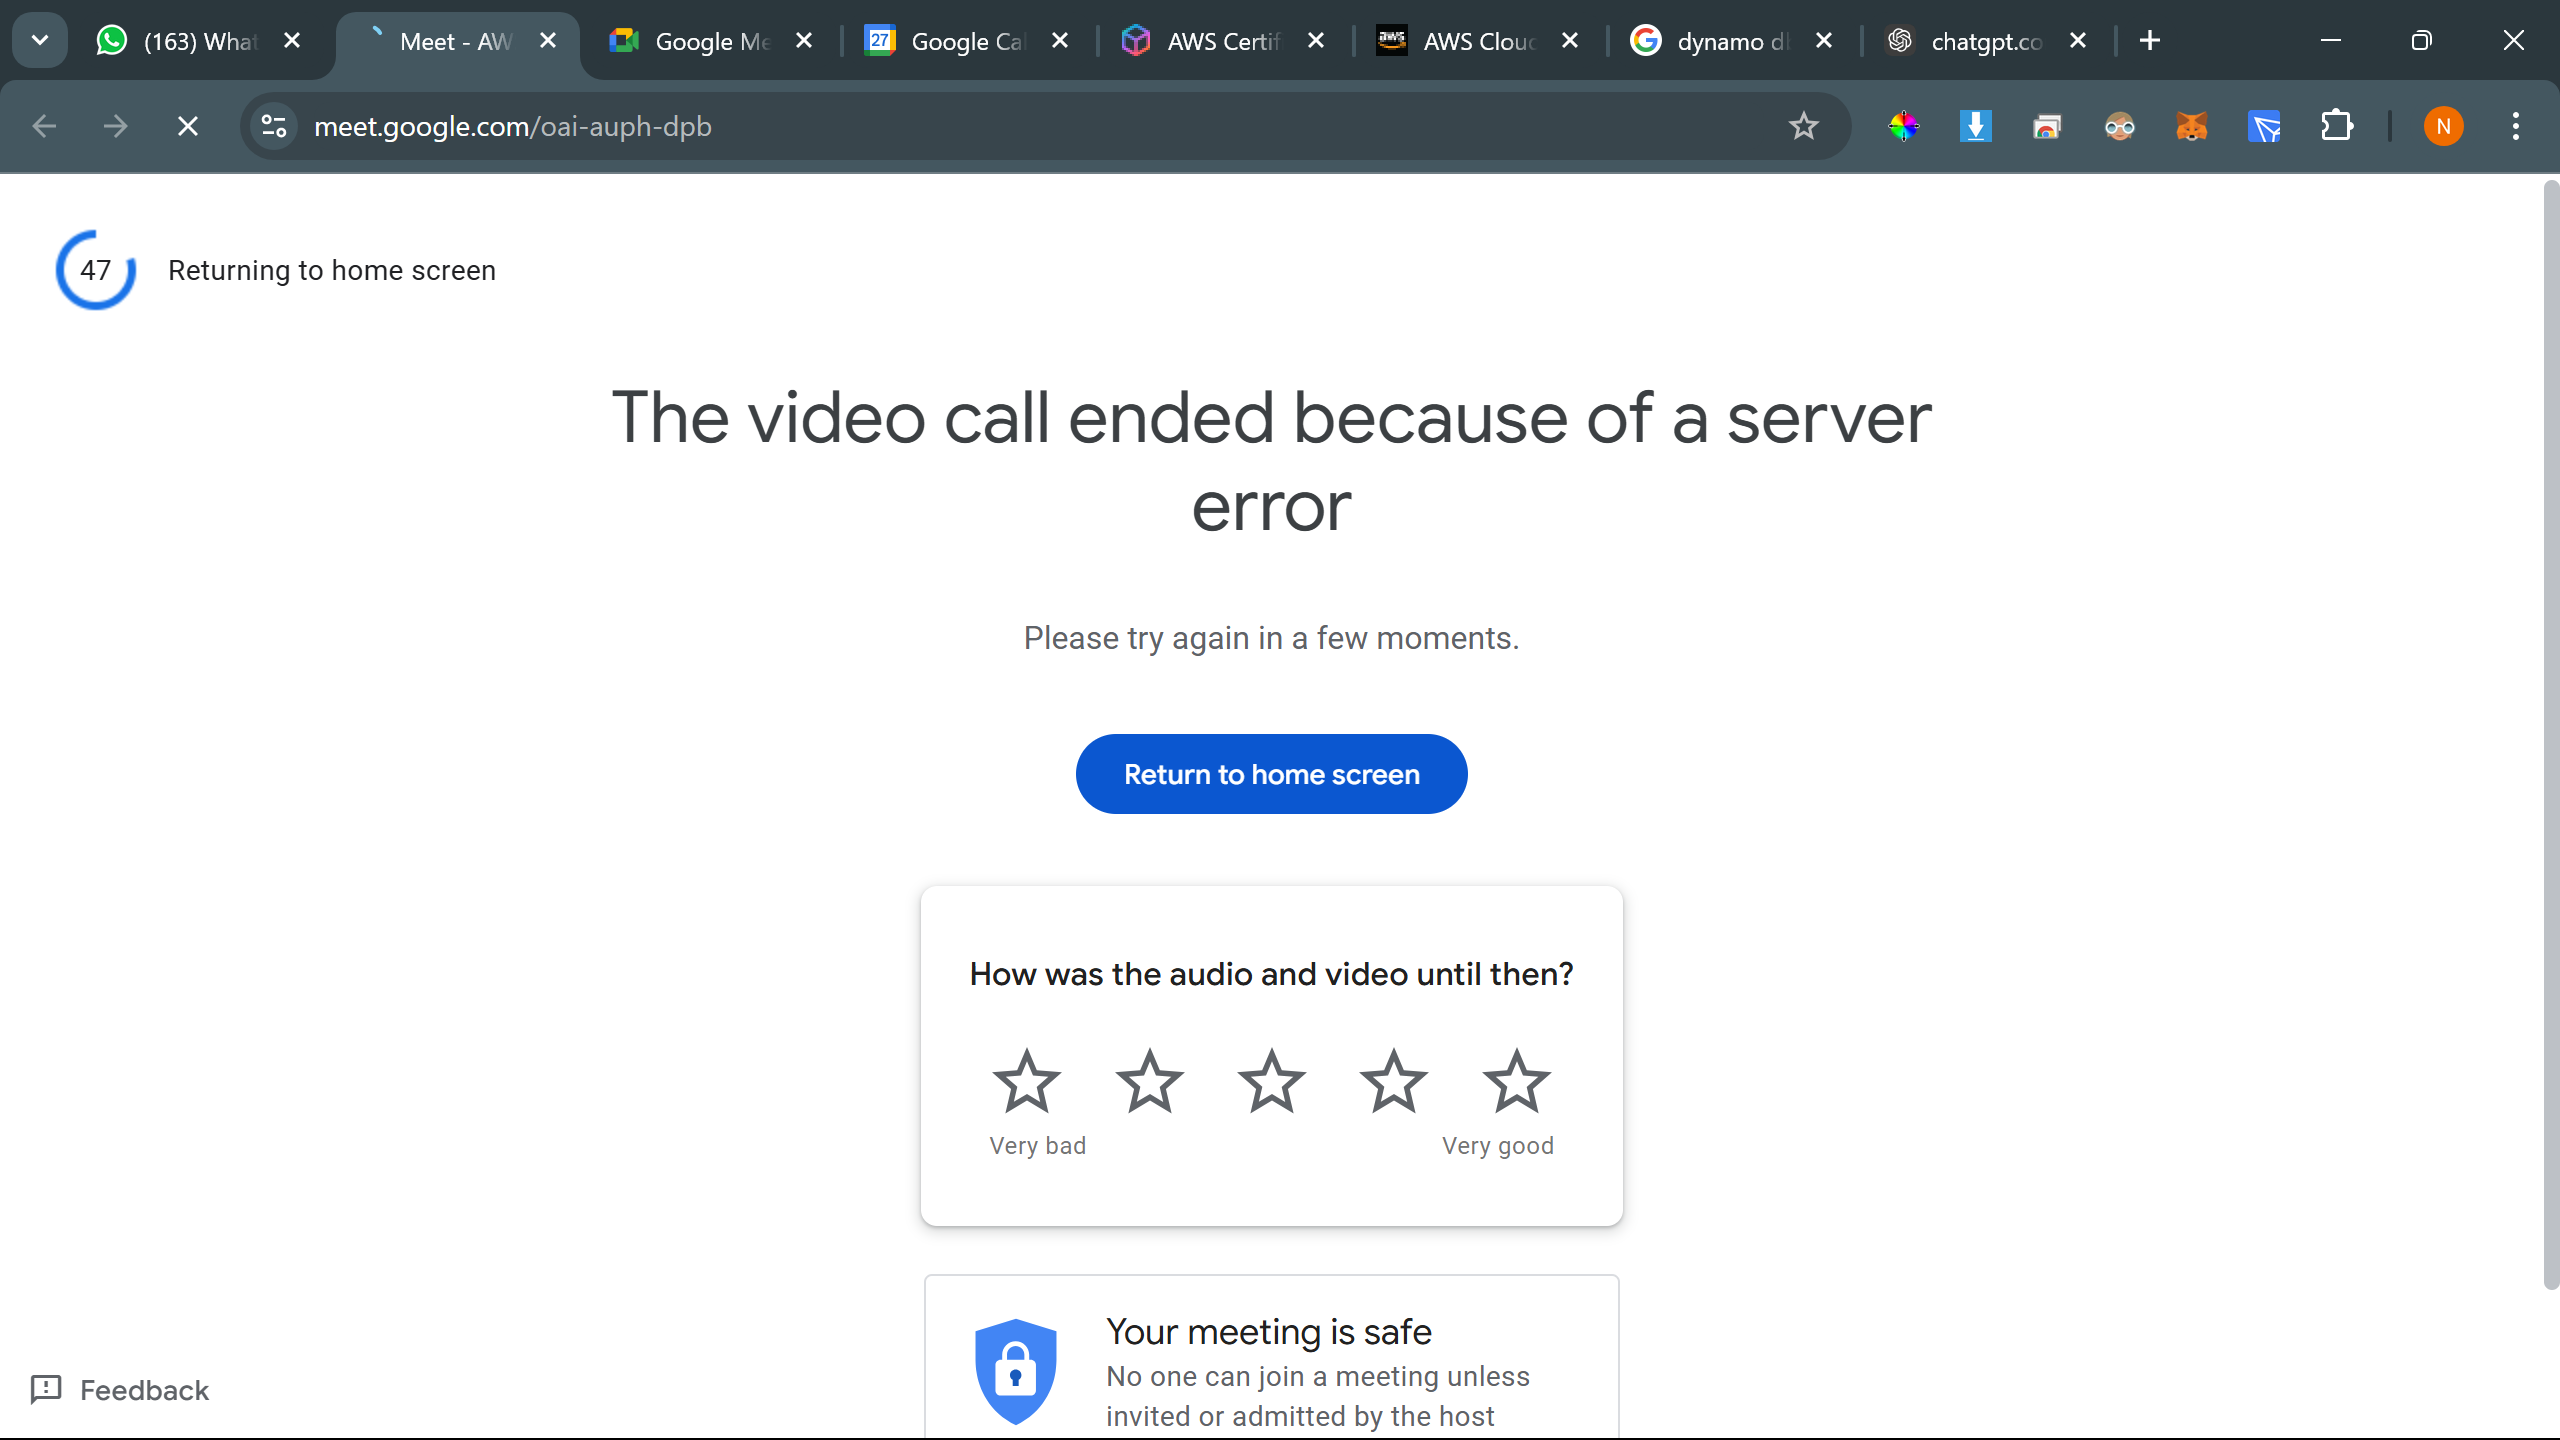 (163) What
Meet - AW
Google Me
27
Google Cal
AWS Certif
AWS Clouc
dynamo d
chatgpt.co
meet.google.com/oai-auph-dpb
N
47
Returning to home screen
The video call ended because of a server
error
Please try again in a few moments.
Return to home screen
How was the audio and video until then?
Very bad
Very good
Your meeting is safe
No one can join a meeting unless
invited or admitted by the host
Feedback